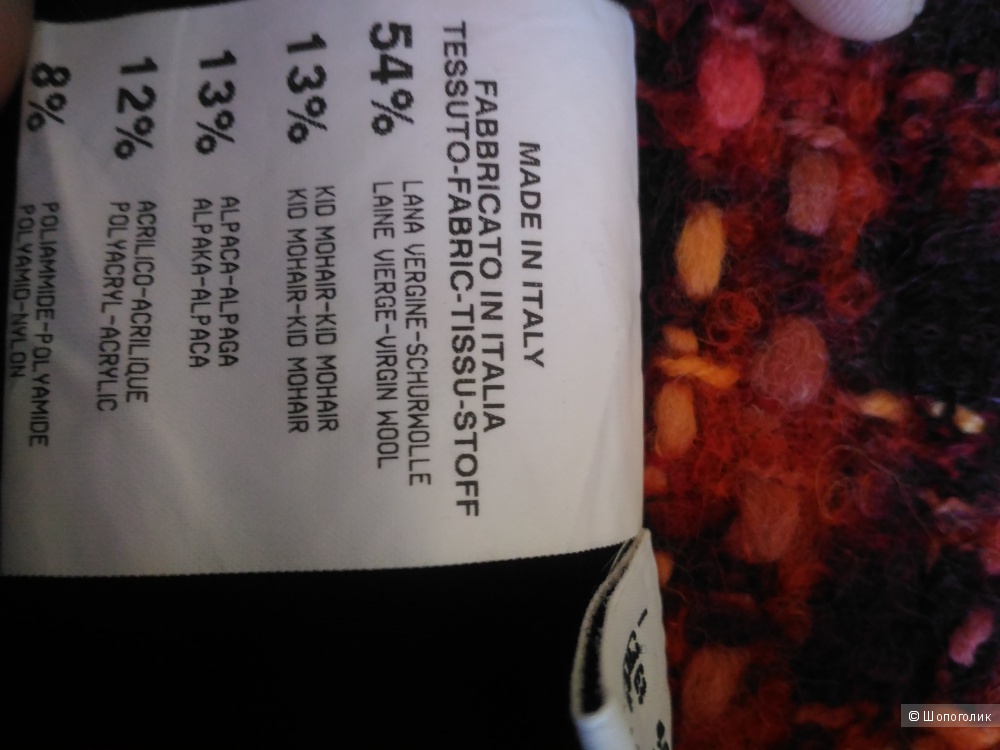 MADE IN ITALY
FABBRICATO IN ITALIA
TESSUTO-FABRIC-TISSU-STOFF
54% LANA VERGINE-SCHURWOLLE
LAINE VIERGE-VIRGIN WOOL
13% KID MOHAIR-KID MOHAIR
KID MOHAIR-KID MOHAIR
13% ALPACA-ALPAGA
ALPAKA-ALPACA
12% ACRILICO-ACRILIQUE
POLYACRYL-ACRYLIC
8% POLIAMMIDE-POLYAMIDE
POLYAMID-NYLON
© Шопоголик